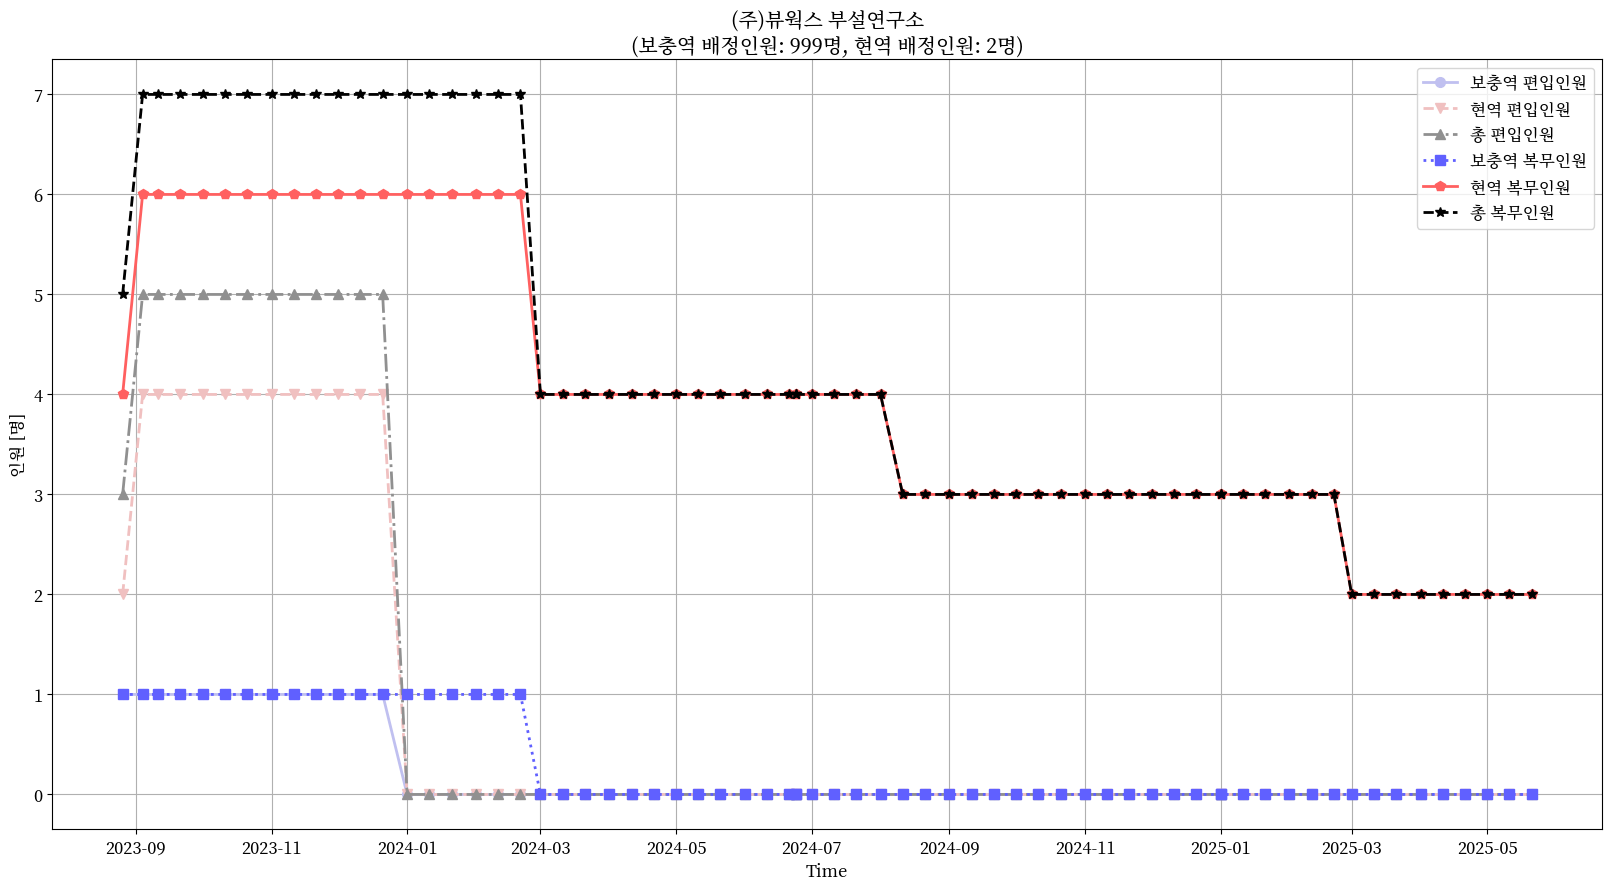 (주)뷰웍스 부설연구소
(보충역 배정인원: 999명, 현역 배정인원: 2명)
보충역 편입인원
현역 편입인원
총 편입인원
보충역 복무인원
현역 복무인원
총 복무인원
인원 [명]
7
6
5
4
3
2
1
0
2023-09
2023-11
2024-01
2024-03
2024-05
2024-07
2024-09
2024-11
2025-01
2025-03
2025-05
Time